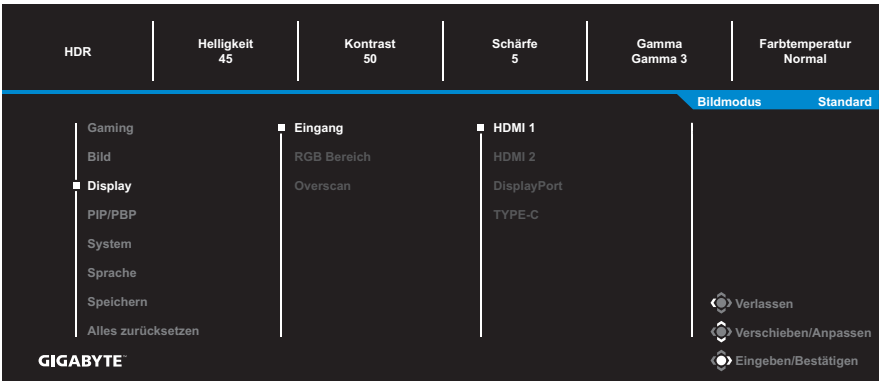 HDR
Helligkeit
45
Kontrast
50
Schärfe
5
Gamma
Gamma 3
Farbtemperatur
Normal
Bildmodus Standard
Gaming
Bild
Display
PIP/PBP
System
Sprache
Speichern
Alles zurücksetzen
Eingang
RGB Bereich
Overscan
HDMI 1
HDMI 2
DisplayPort
TYPE-C
Verlassen
Verschieben/Anpassen
Eingeben/Bestätigen
GIGABYTE™